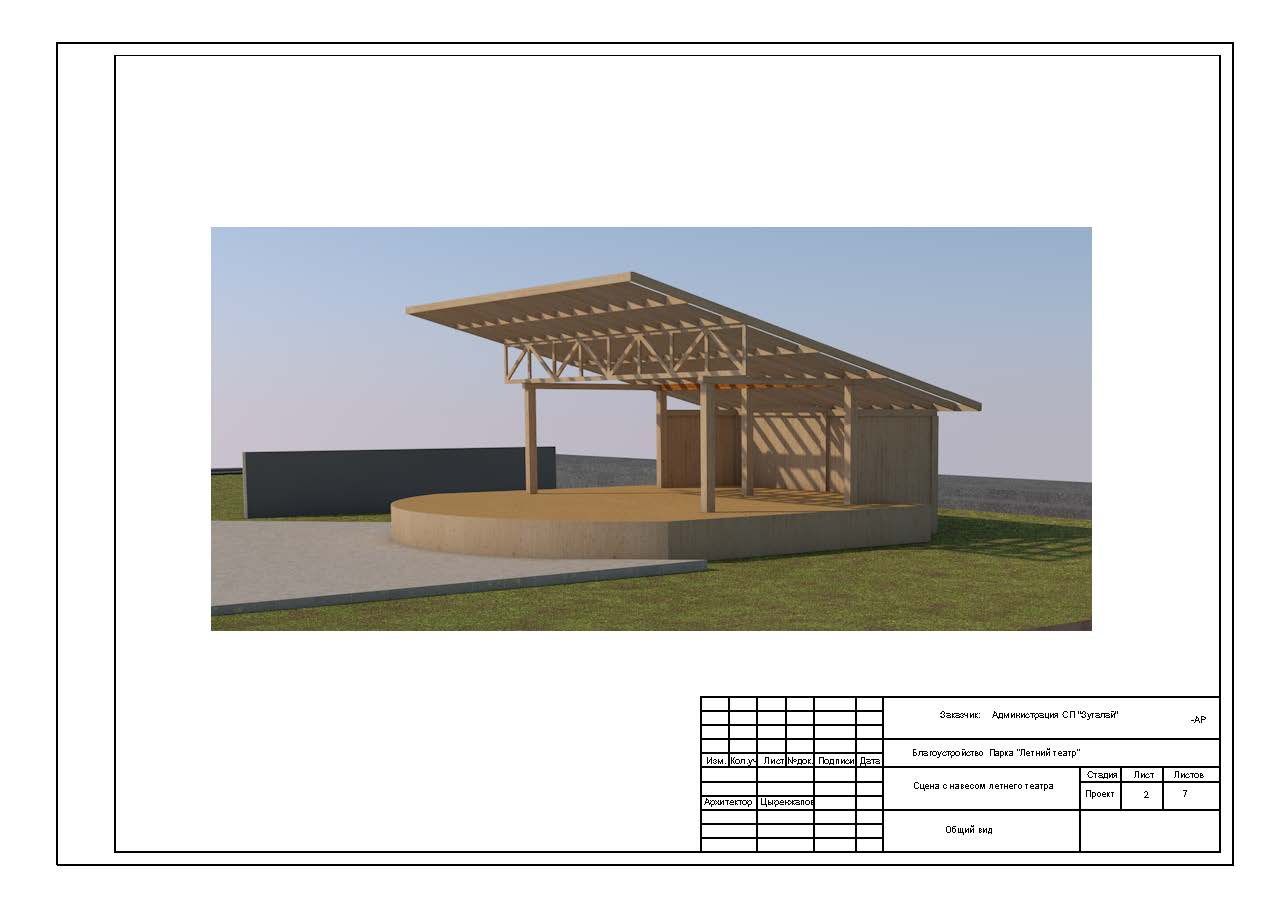 Заказчик: Администрация СП "Зугалай"
-АР
Благоустройство Парка "Летний театр"
Изм. Кол.уч Лист №док. Подписи Дата
Сцена с навесом летнего театра
Стадия Лист Листов
Проект 2 7
Архитектор Цыренжапов
Общий вид